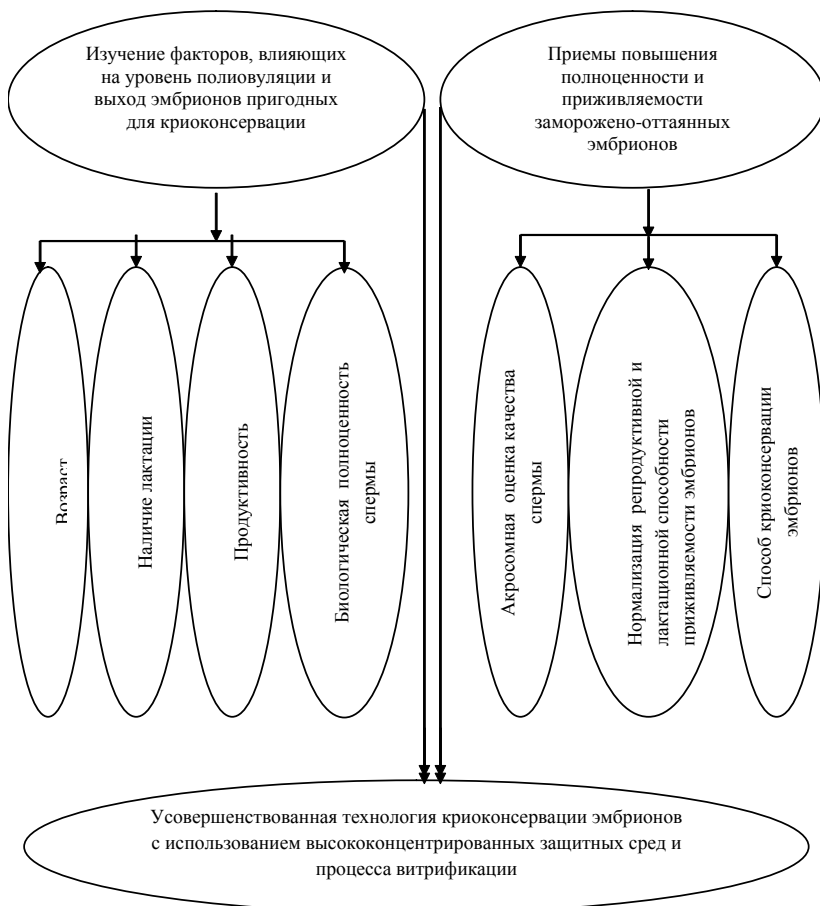 Изучение факторов, влияющих
на уровень полиовуляции и
выход эмбрионов пригодных
для криоконсервации
Приемы повышения
полноценности и
приживляемости
заморожено-оттаянных
эмбрионов
Возраст
Наличие лактации
Продуктивность
Биологическая полноценность
спермы
Акросомная оценка качества
спермы
Нормализация репродуктивной и
лактационной способности
приживляемости эмбрионов
Способ криоконсервации
эмбрионов
Усовершенствованная технология криоконсервации эмбрионов
с использованием высококонцентрированных защитных сред и
процесса витрификации